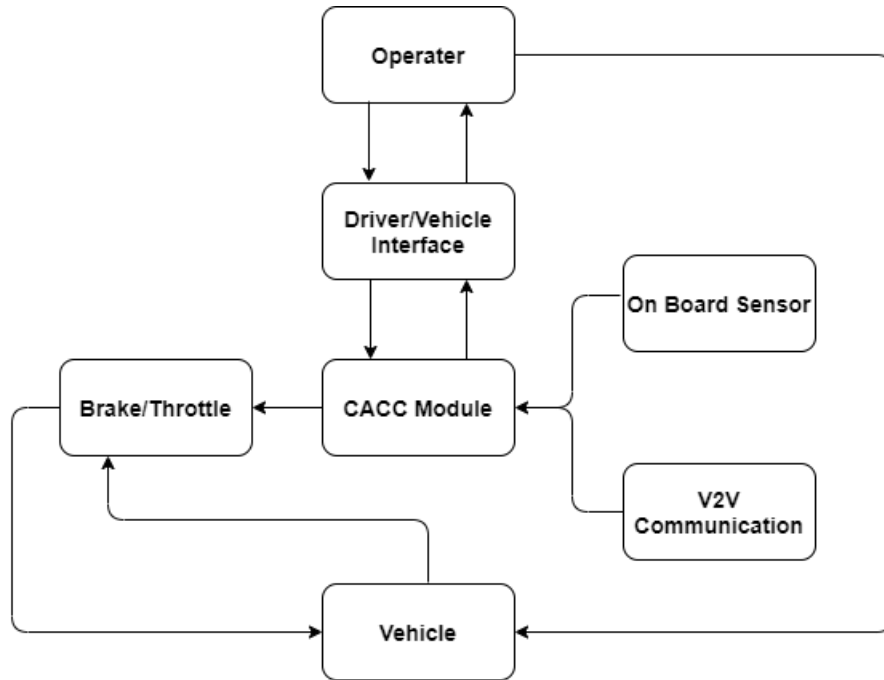 Operater
Driver/Vehicle
Interface
On Board Sensor
Brake/Throttle
CACC Module
V2V
Communication
Vehicle